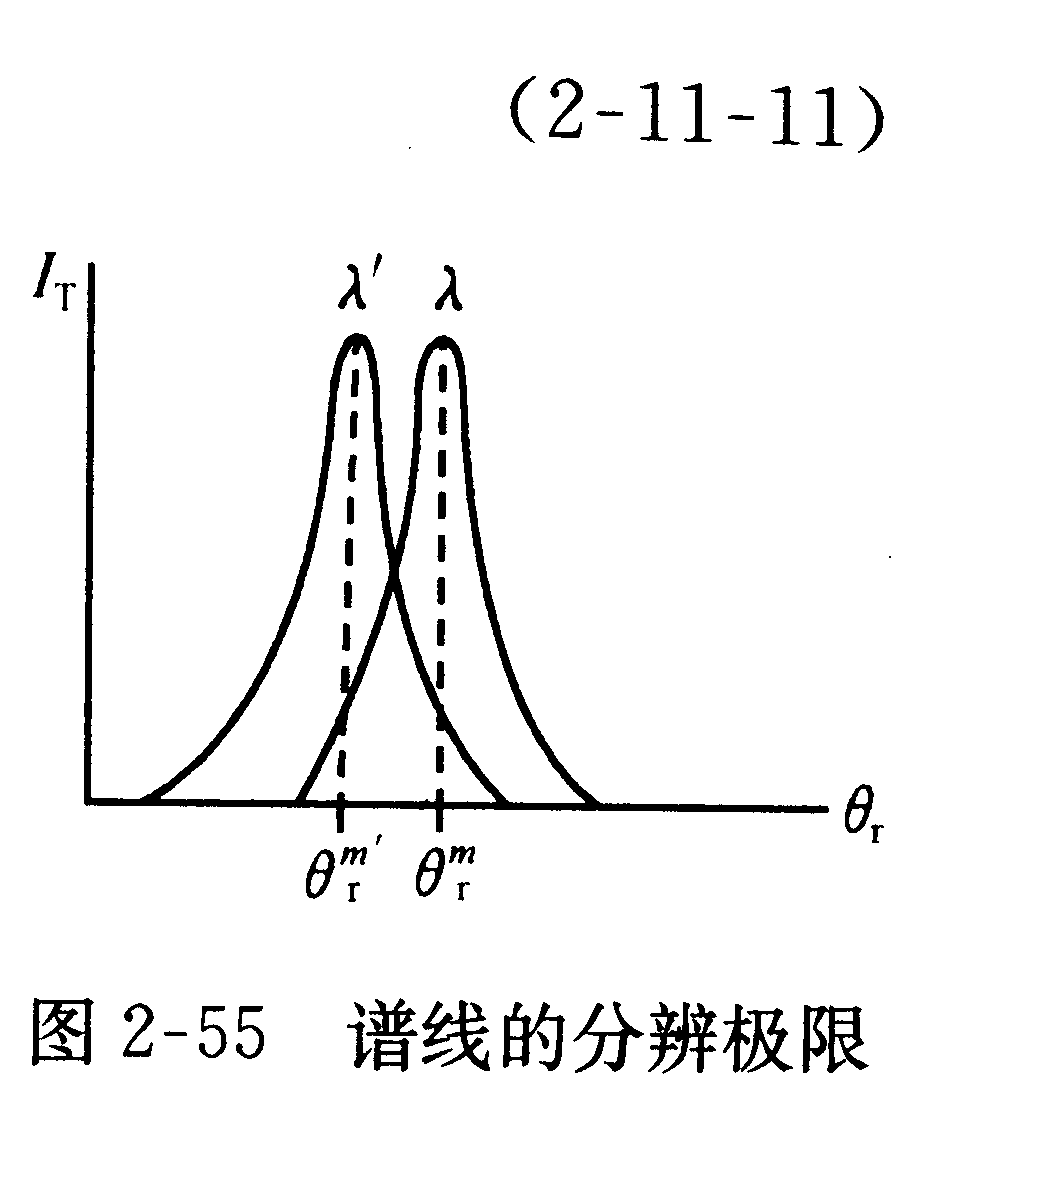 (2-11-11)
I_T
λ′ λ
θ_r
θ_r^m′ θ_r^m
图 2-55 谱线的分辨极限